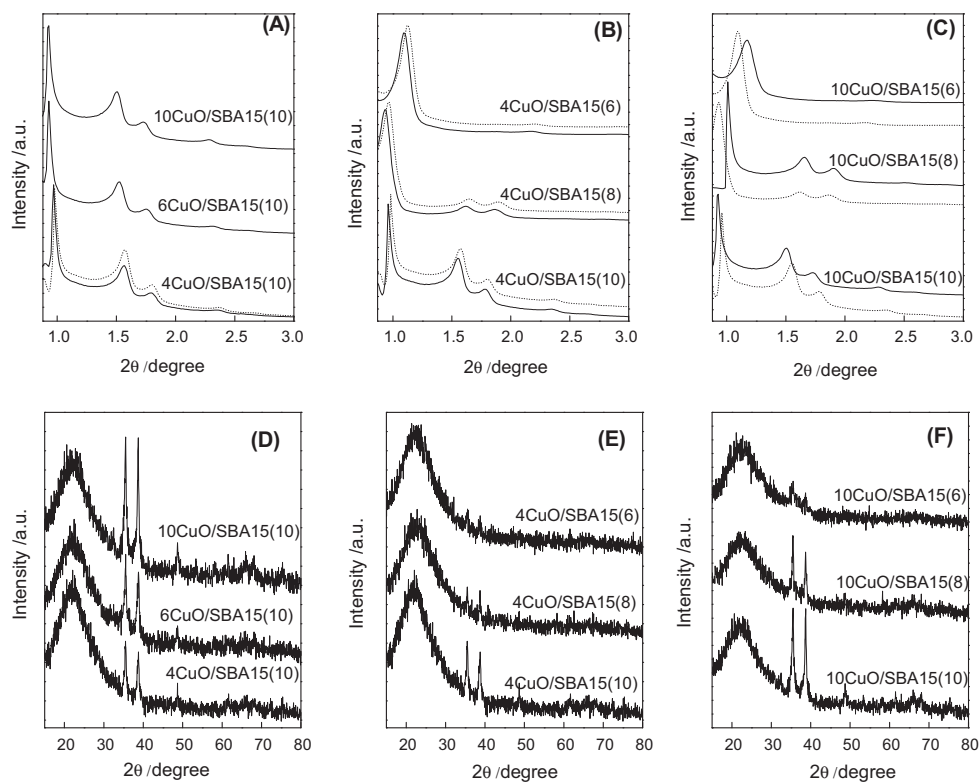 (A)
10CuO/SBA15(10)
6CuO/SBA15(10)
4CuO/SBA15(10)
Intensity /a.u.
1.0 1.5 2.0 2.5 3.0
2θ /degree
(B)
4CuO/SBA15(6)
4CuO/SBA15(8)
4CuO/SBA15(10)
Intensity /a.u.
1.0 1.5 2.0 2.5 3.0
2θ /degree
(C)
10CuO/SBA15(6)
10CuO/SBA15(8)
10CuO/SBA15(10)
Intensity /a.u.
1.0 1.5 2.0 2.5 3.0
2θ /degree
(D)
10CuO/SBA15(10)
6CuO/SBA15(10)
4CuO/SBA15(10)
Intensity /a.u.
20 30 40 50 60 70 80
2θ /degree
(E)
4CuO/SBA15(6)
4CuO/SBA15(8)
4CuO/SBA15(10)
Intensity /a.u.
20 30 40 50 60 70 80
2θ /degree
(F)
10CuO/SBA15(6)
10CuO/SBA15(8)
10CuO/SBA15(10)
Intensity /a.u.
20 30 40 50 60 70 80
2θ /degree